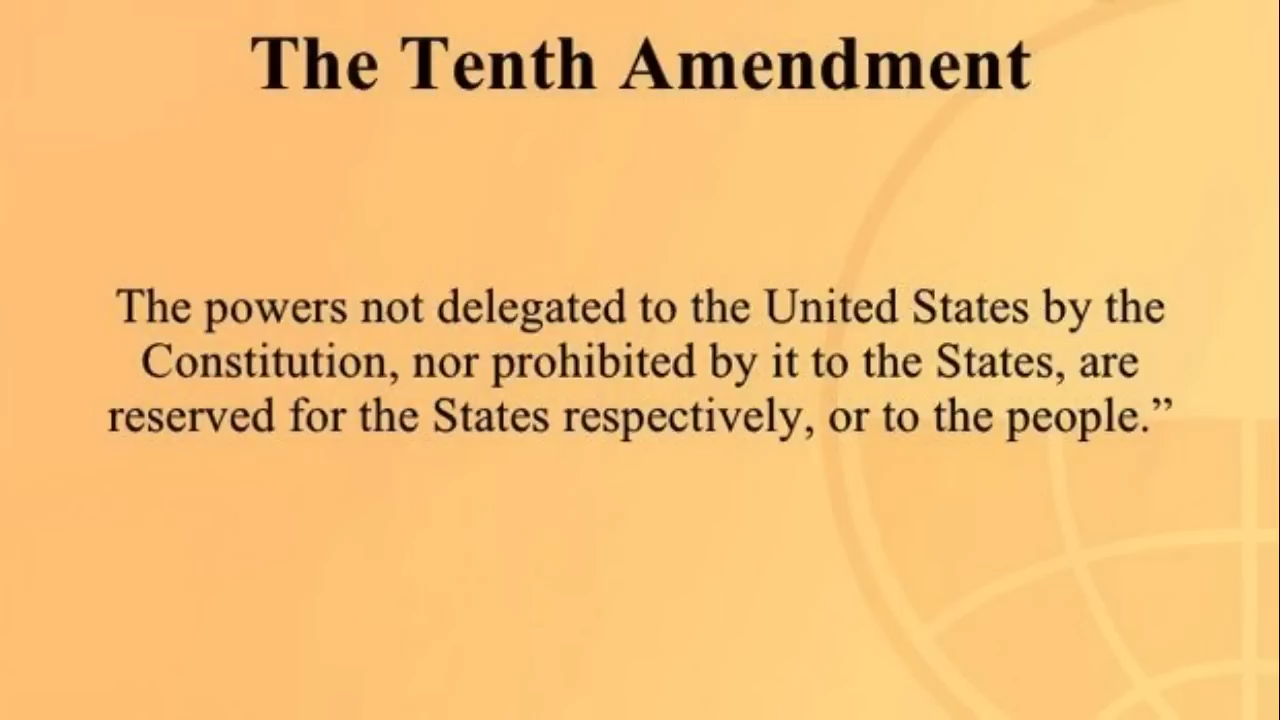 The Tenth Amendment
The powers not delegated to the United States by the
Constitution, nor prohibited by it to the States, are
reserved for the States respectively, or to the people.”